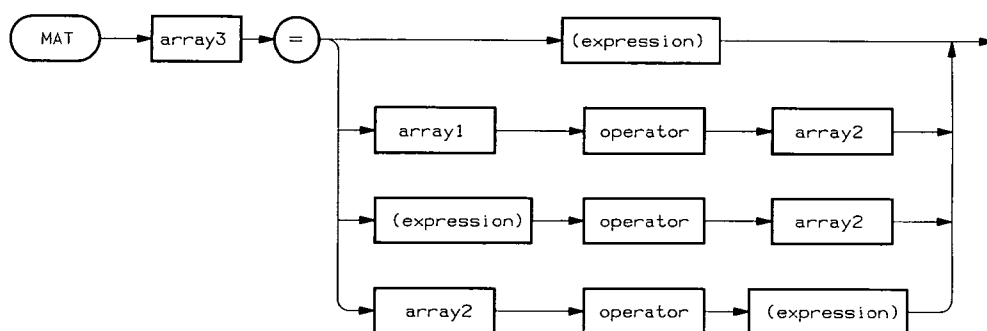 MAT array3 = (expression)
array1 operator array2
(expression) operator array2
array2 operator (expression)